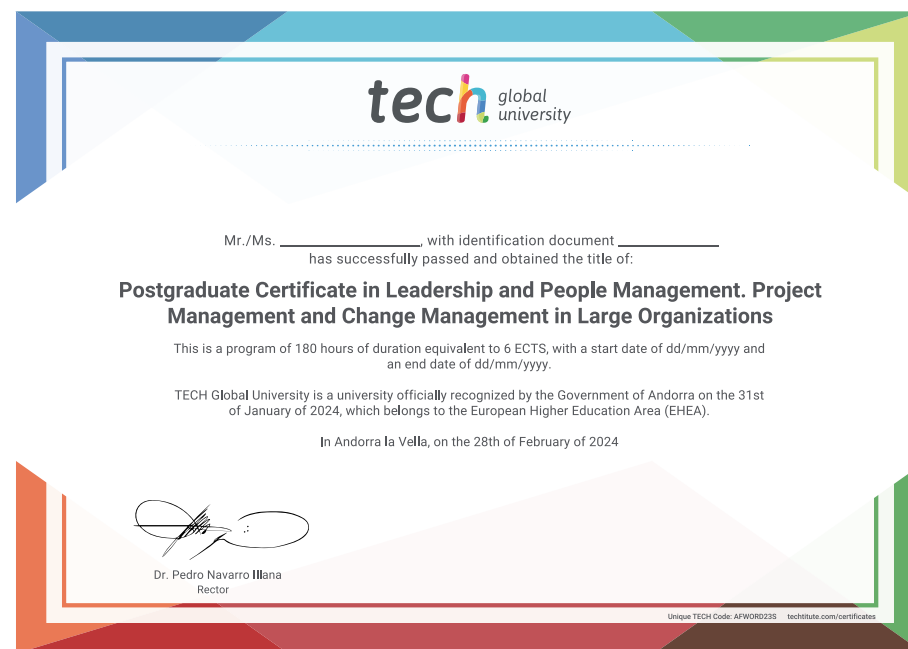 tech global university
Mr./Ms. ____________________, with identification document ______________
has successfully passed and obtained the title of:
Postgraduate Certificate in Leadership and People Management. Project
Management and Change Management in Large Organizations
This is a program of 180 hours of duration equivalent to 6 ECTS, with a start date of dd/mm/yyyy and
an end date of dd/mm/yyyy.
TECH Global University is a university officially recognized by the Government of Andorra on the 31st
of January of 2024, which belongs to the European Higher Education Area (EHEA).
In Andorra la Vella, on the 28th of February of 2024
Dr. Pedro Navarro Illana
Rector
Unique TECH Code: AFWORD23S techtitute.com/certificates